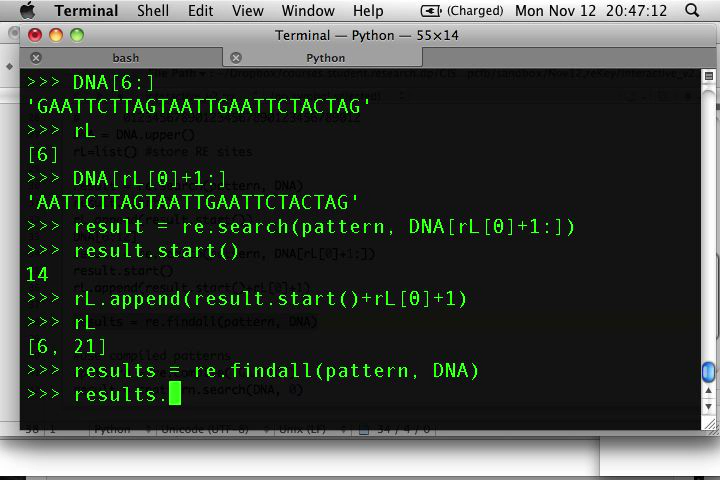 Terminal Shell Edit View Window Help (Charged) Mon Nov 12 20:47:12
Terminal — Python — 55×14
bash Python
>>> DNA[6:]
'GAATTCTTAGTAATTGAATTCTACTAG'
>>> rL
[6]
>>> DNA[rL[0]+1:]
'AATTCTTAGTAATTGAATTCTACTAG'
>>> result = re.search(pattern, DNA[rL[0]+1:])
>>> result.start()
14
>>> rL.append(result.start()+rL[0]+1)
>>> rL
[6, 21]
>>> results = re.findall(pattern, DNA)
>>> results.